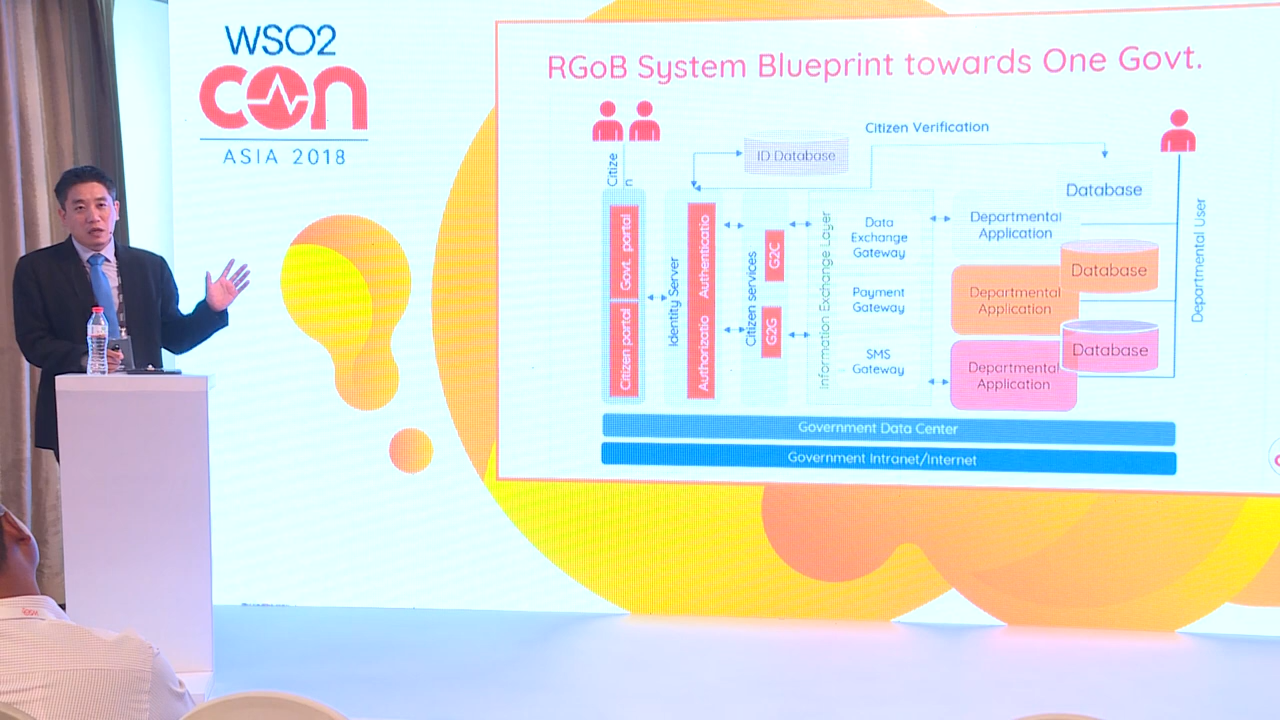 WSO2
con
ASIA 2018
RGoB System Blueprint towards One Govt.
Citizen Verification
ID Database
Citize
n
Database
Govt. portal
Citizen portal
Identity Server
Authenticatio
Authorizatio
Citizen services
G2C
G2G
Information Exchange Layer
Data
Exchange
Gateway
Payment
Gateway
SMS
Gateway
Departmental
Application
Departmental
Application
Database
Departmental
Application
Database
Departmental User
Government Data Center
Government Intranet/Internet